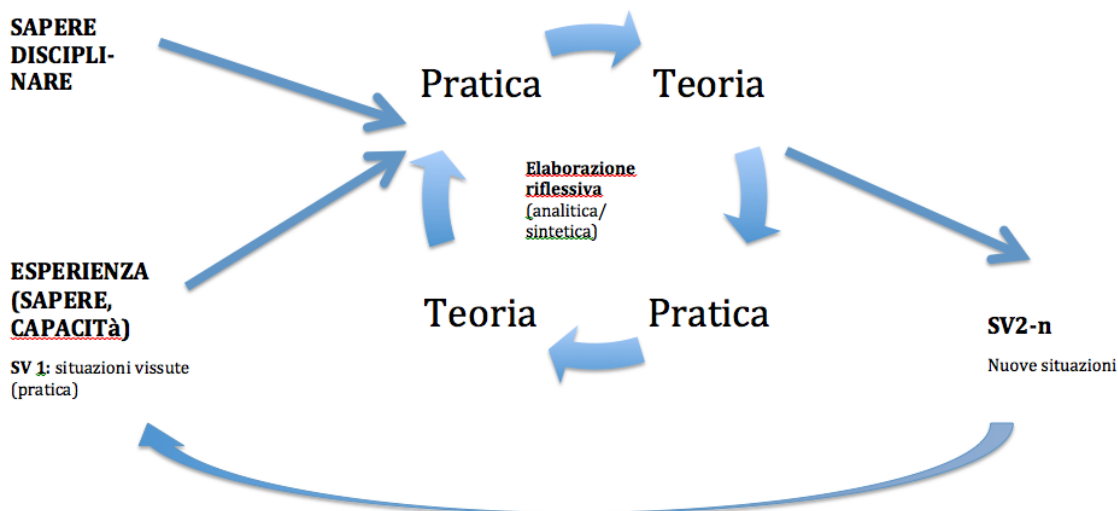 SAPERE
DISCIPLI-
NARE
Pratica
Teoria
Elaborazione
riflessiva
(analitica/
sintetica)
ESPERIENZA
(SAPERE,
CAPACITà)
SV 1: situazioni vissute
(pratica)
Teoria
Pratica
SV2-n
Nuove situazioni